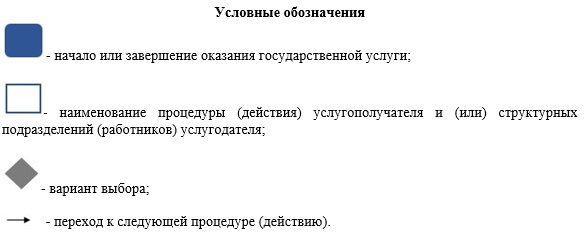 Условные обозначения
- начало или завершение оказания государственной услуги;
- наименование процедуры (действия) услугополучателя и (или) структурных
подразделений (работников) услугодателя;
- вариант выбора;
- переход к следующей процедуре (действию).